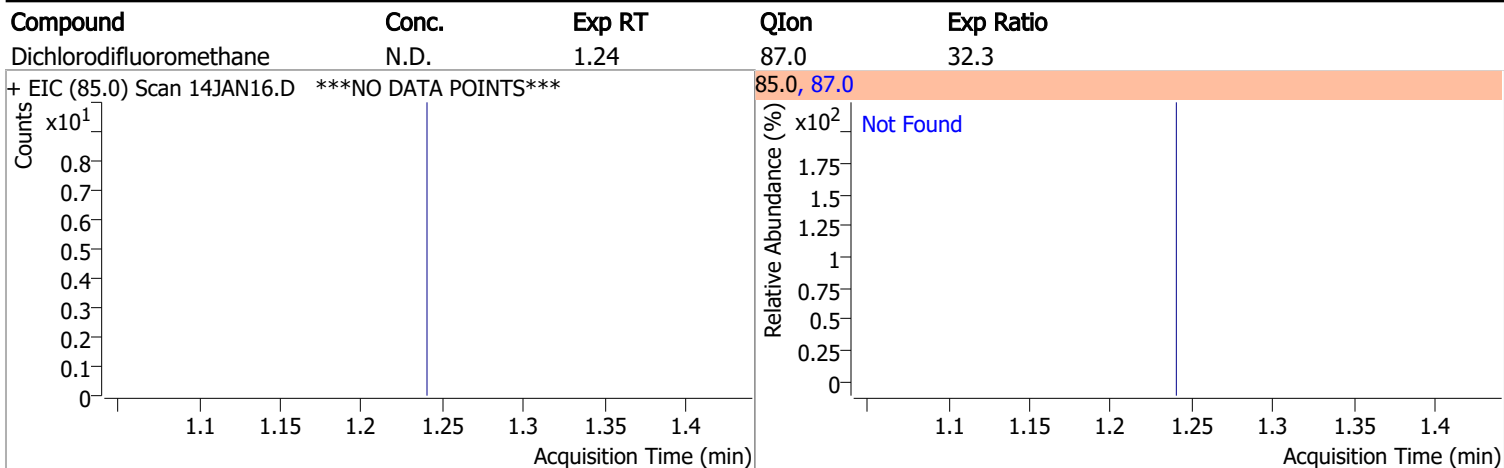 Compound Conc. Exp RT QIon Exp Ratio
Dichlorodifluoromethane N.D. 1.24 87.0 32.3
+ EIC (85.0) Scan 14JAN16.D ***NO DATA POINTS***
Counts
x10¹
0.8
0.7
0.6
0.5
0.4
0.3
0.2
0.1
0
1.1 1.15 1.2 1.25 1.3 1.35 1.4
Acquisition Time (min)
85.0, 87.0
Relative Abundance (%)
x10²
Not Found
1.75
1.5
1.25
1
0.75
0.5
0.25
0
1.1 1.15 1.2 1.25 1.3 1.35 1.4
Acquisition Time (min)